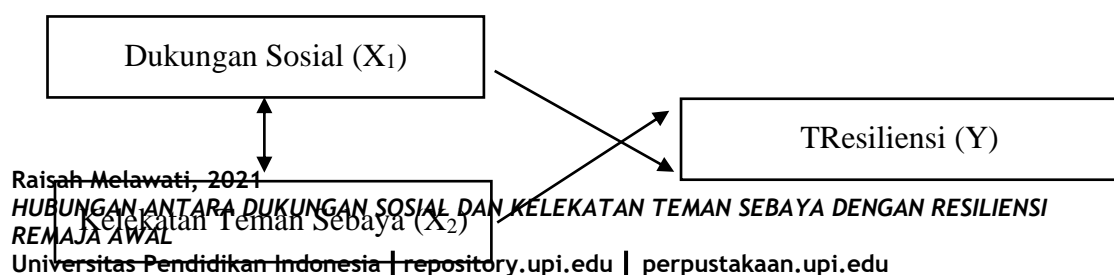 Dukungan Sosial (X₁)
TResiliensi (Y)
Kelekatan Teman Sebaya (X₂)
Raisah Melawati, 2021
HUBUNGAN ANTARA DUKUNGAN SOSIAL DAN KELEKATAN TEMAN SEBAYA DENGAN RESILIENSI
REMAJA AWAL
Universitas Pendidikan Indonesia | repository.upi.edu | perpustakaan.upi.edu